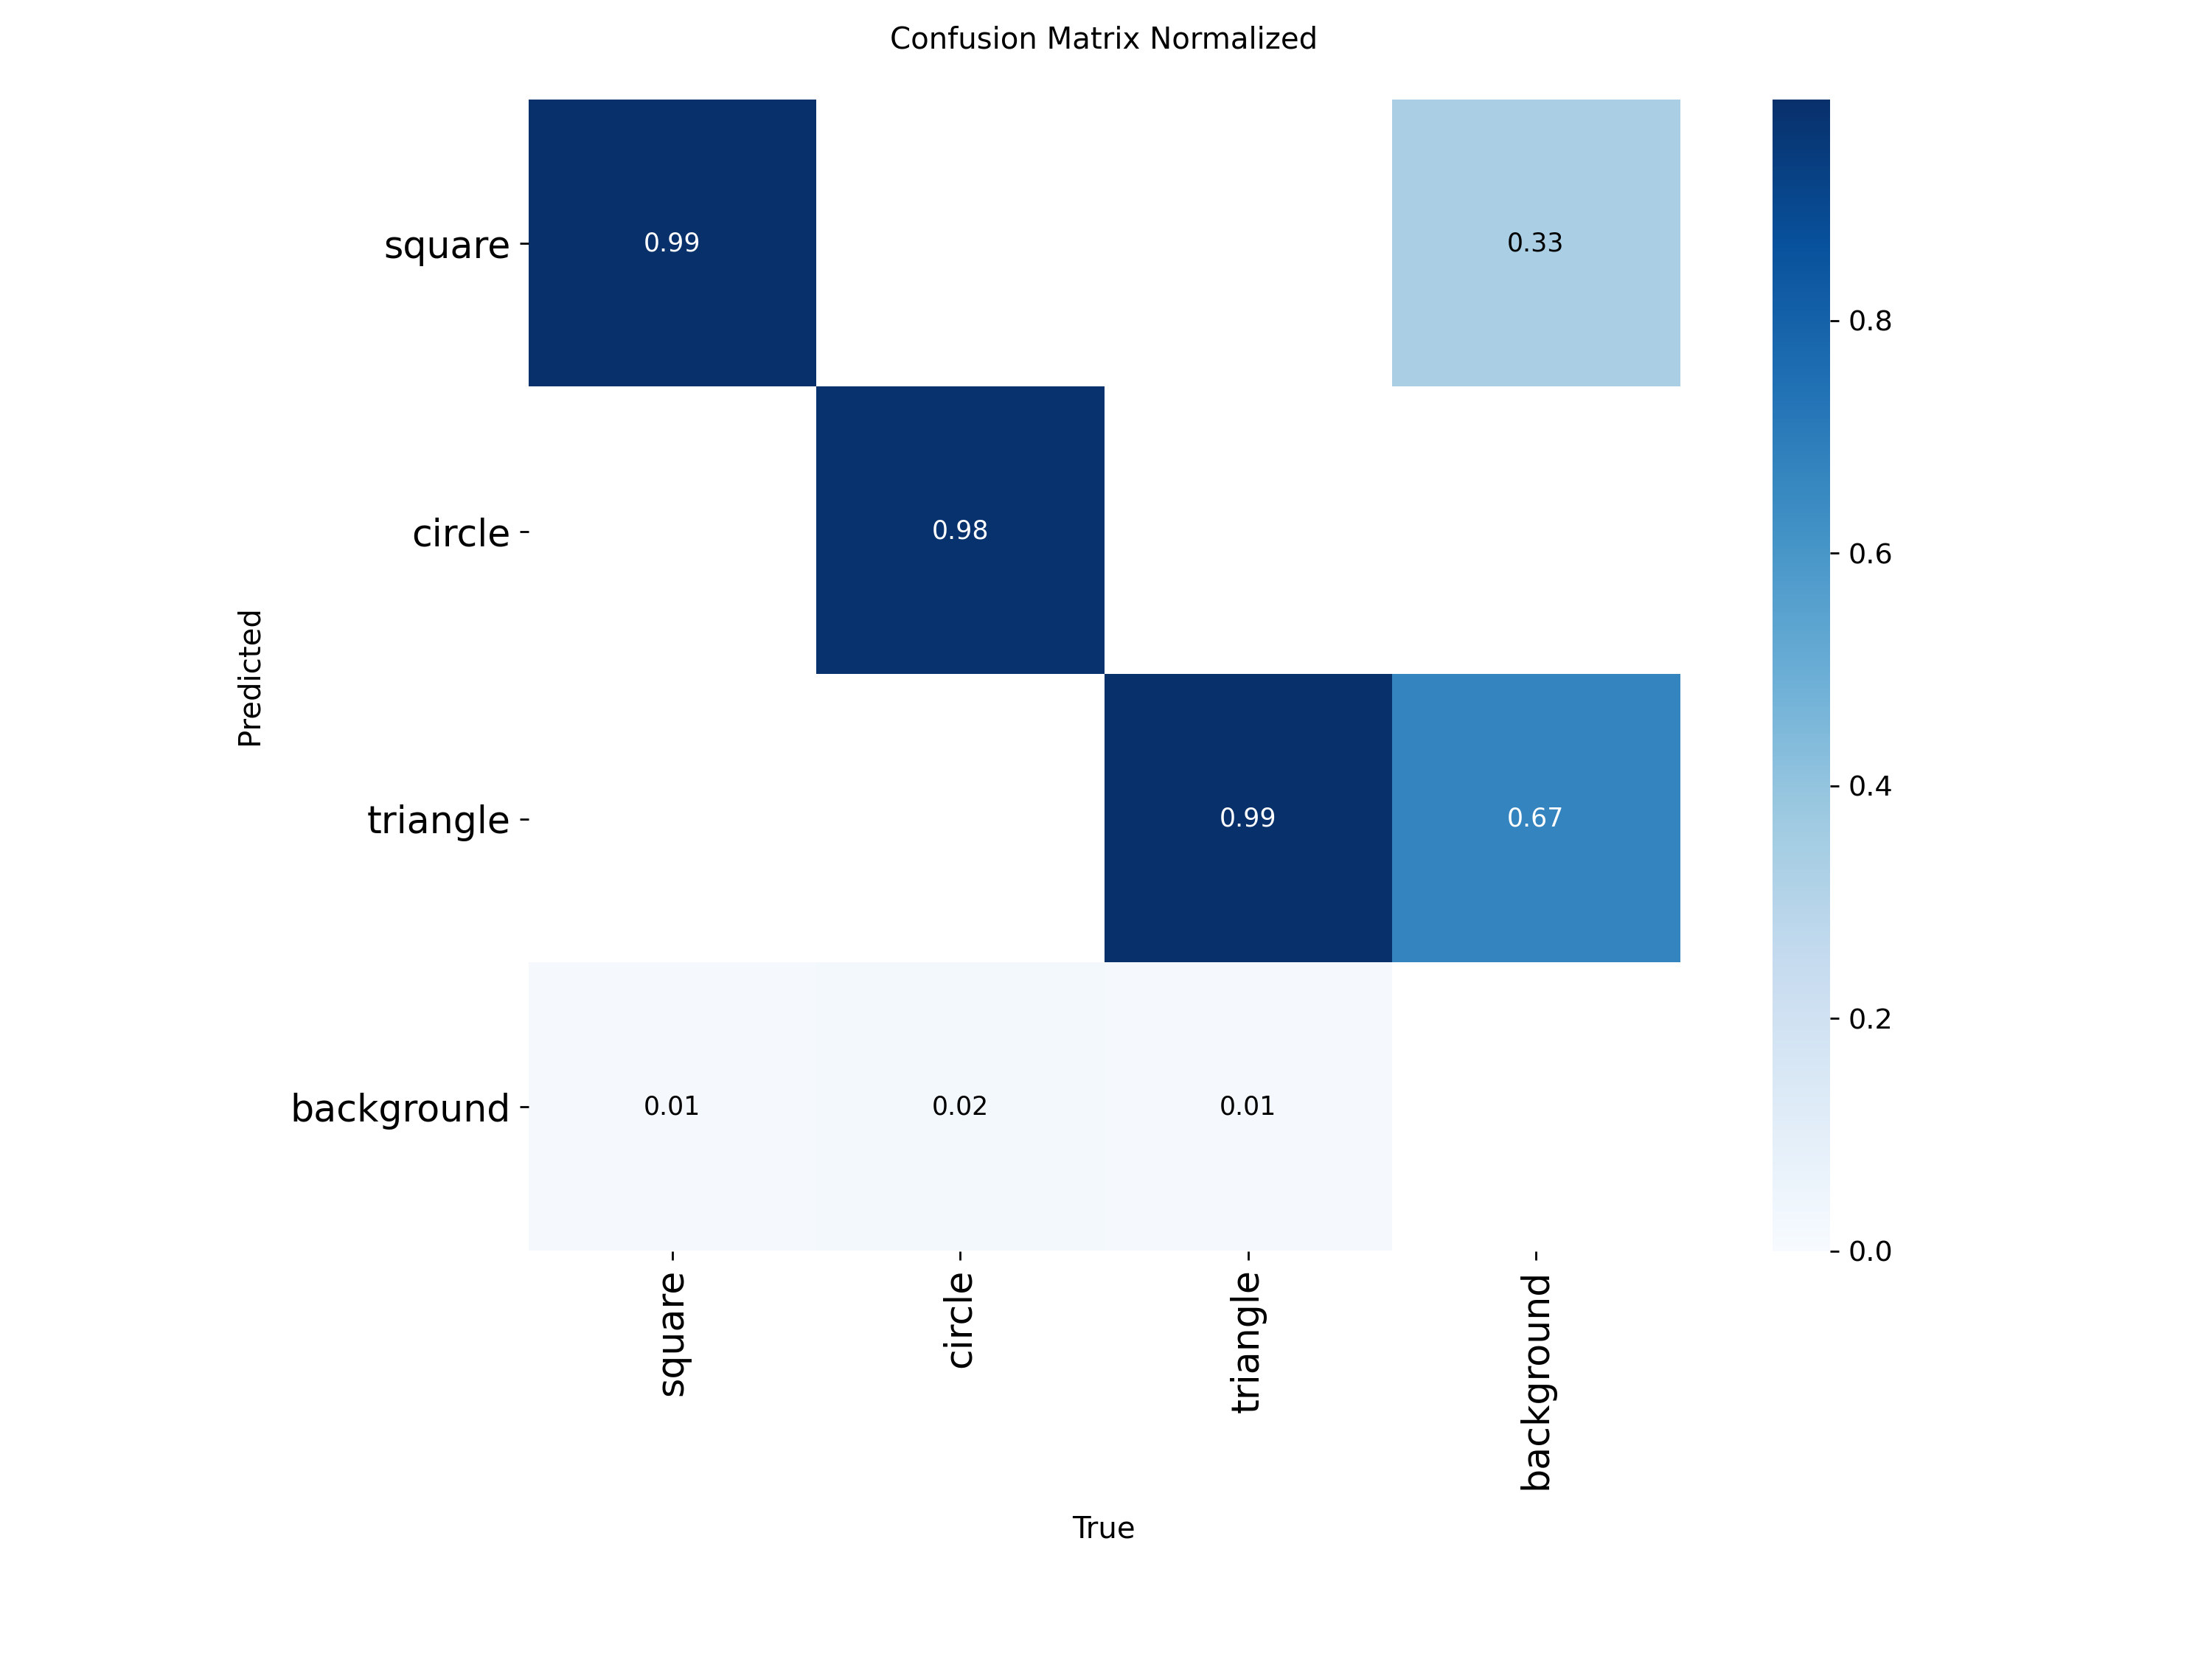 Confusion Matrix Normalized
square
0.99
0.33
0.8
circle
0.98
0.6
Predicted
triangle
0.99
0.67
0.4
background
0.01
0.02
0.01
0.2
0.0
square
circle
triangle
background
True